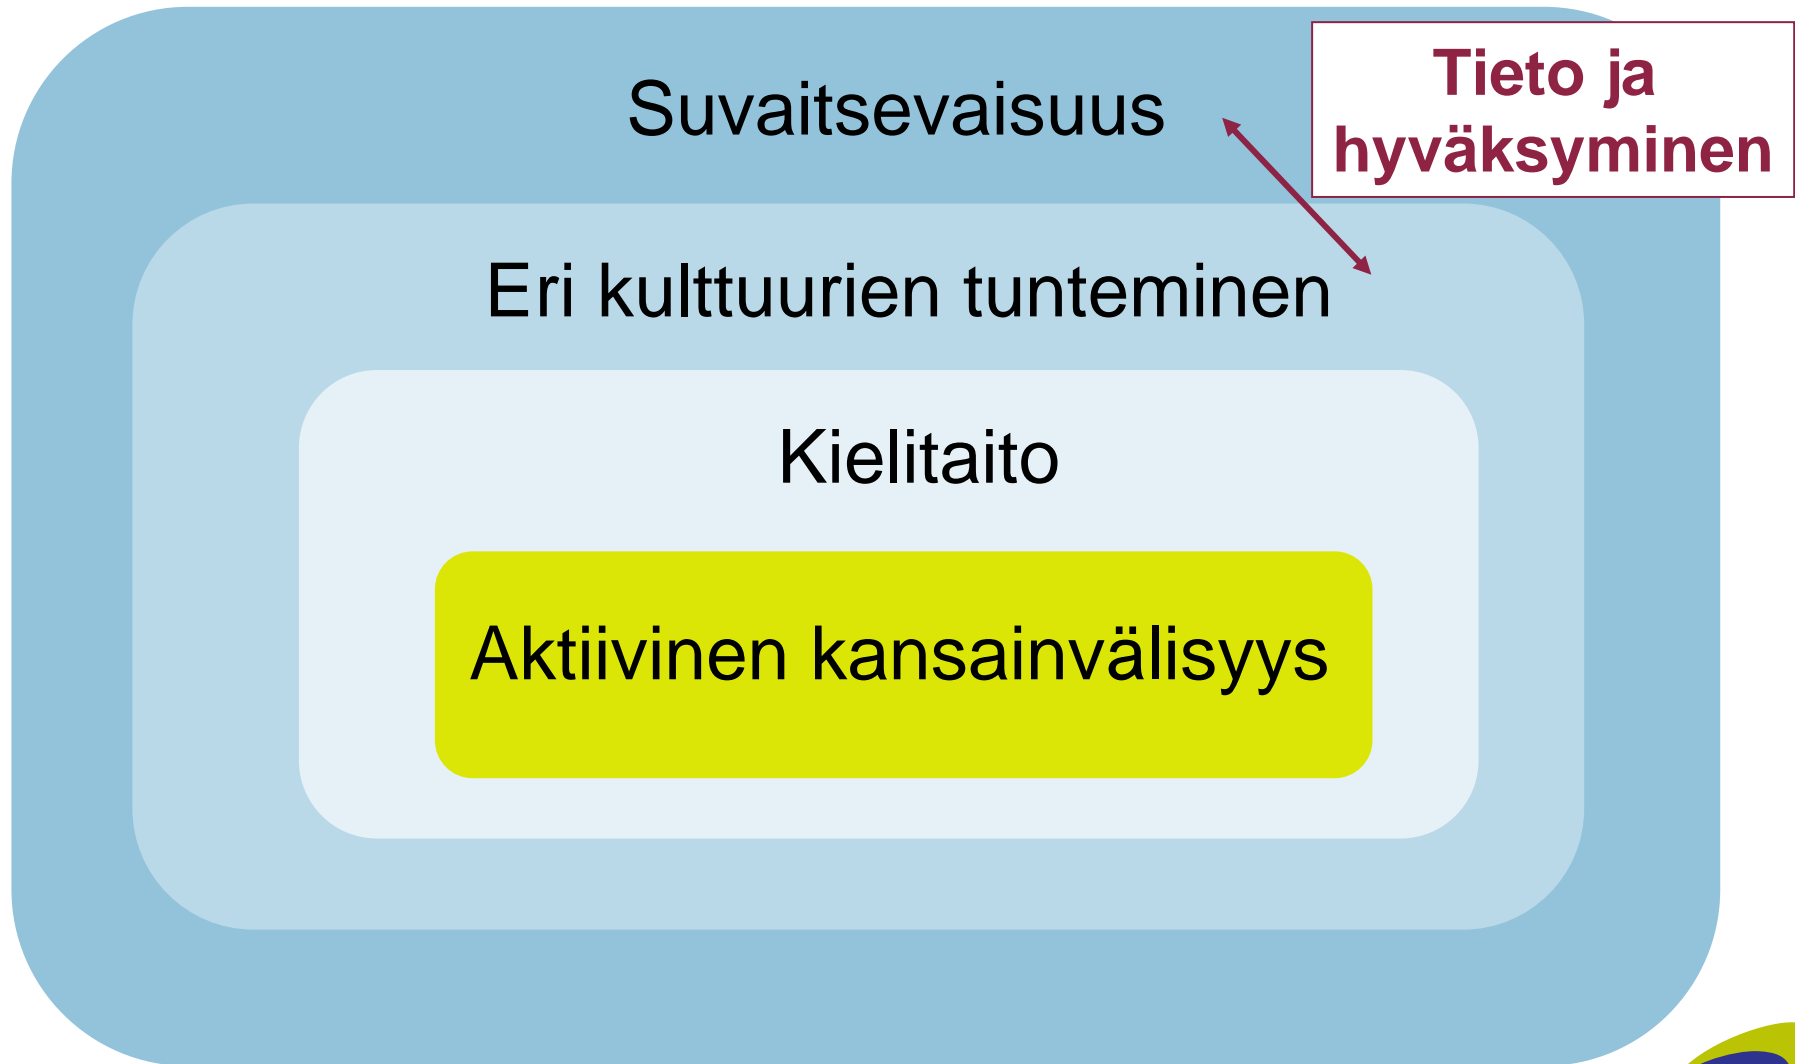 Tieto ja
hyväksyminen
Suvaitsevaisuus
Eri kulttuurien tunteminen
Kielitaito
Aktiivinen kansainvälisyys